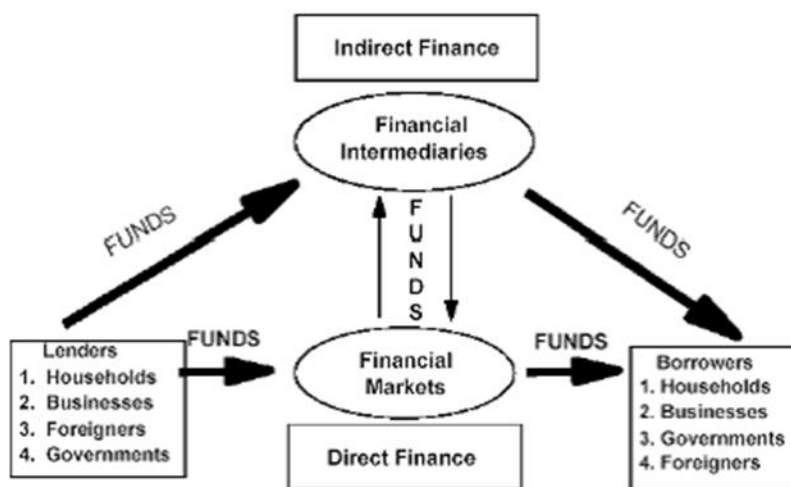 Indirect Finance
Financial
Intermediaries
FUNDS
FUNDS
FUNDS
FUNDS
FUNDS
Lenders
1. Households
2. Businesses
3. Foreigners
4. Governments
Financial
Markets
Borrowers
1. Households
2. Businesses
3. Governments
4. Foreigners
Direct Finance